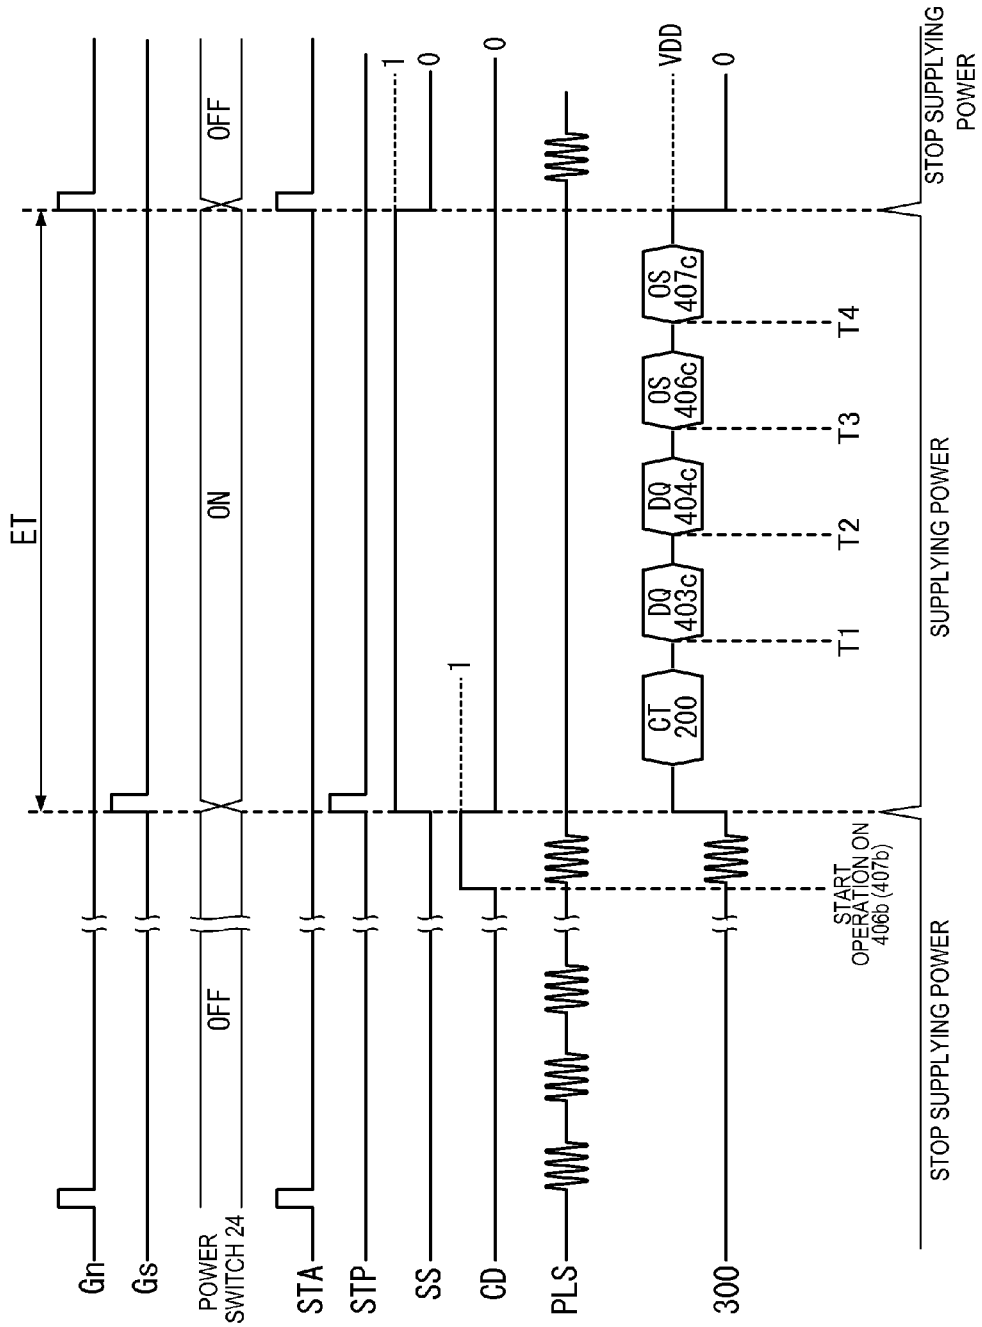 ET
Gn
Gs
POWER
SWITCH 24
OFF
ON
OFF
STA
STP
SS
1
0
CD
1
0
PLS
300
CT
200
DQ
403c
DQ
404c
OS
406c
OS
407c
VDD
0
START
OPERATION ON
406b (407b)
T1
T2
T3
T4
STOP SUPPLYING POWER
SUPPLYING POWER
STOP SUPPLYING
POWER